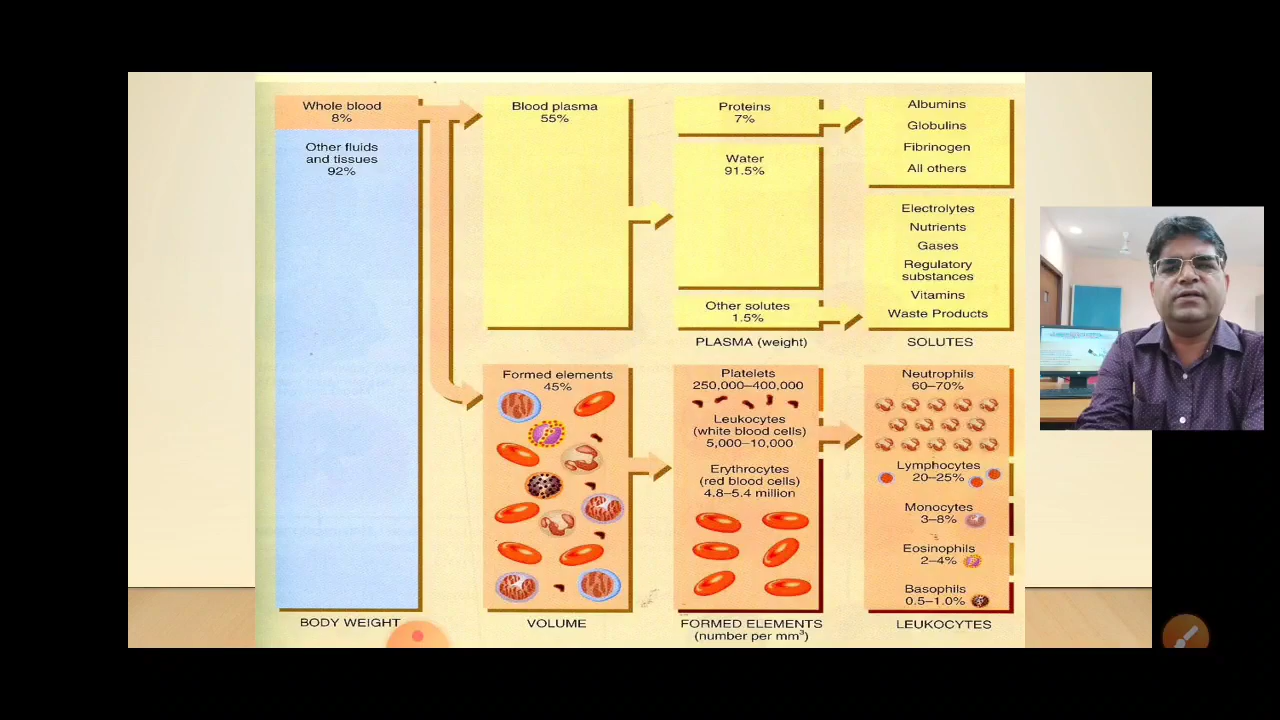 Whole blood
8%
Other fluids
and tissues
92%
BODY WEIGHT
Blood plasma
55%
Formed elements
45%
VOLUME
Proteins
7%
Water
91.5%
Other solutes
1.5%
PLASMA (weight)
Platelets
250,000–400,000
Leukocytes
(white blood cells)
5,000–10,000
Erythrocytes
(red blood cells)
4.8–5.4 million
FORMED ELEMENTS
(number per mm³)
Albumins
Globulins
Fibrinogen
All others
Electrolytes
Nutrients
Gases
Regulatory
substances
Vitamins
Waste Products
SOLUTES
Neutrophils
60–70%
Lymphocytes
20–25%
Monocytes
3–8%
Eosinophils
2–4%
Basophils
0.5–1.0%
LEUKOCYTES